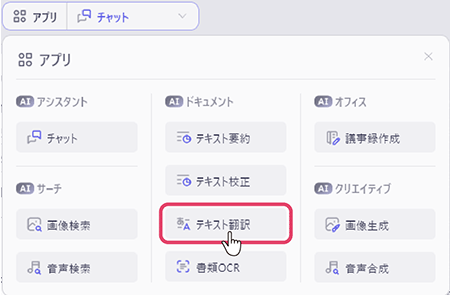 アプリ チャット
アプリ
AI アシスタント
チャット
AI サーチ
画像検索
音声検索
AI ドキュメント
テキスト要約
テキスト校正
テキスト翻訳
書類OCR
AI オフィス
議事録作成
AI クリエイティブ
画像生成
音声合成